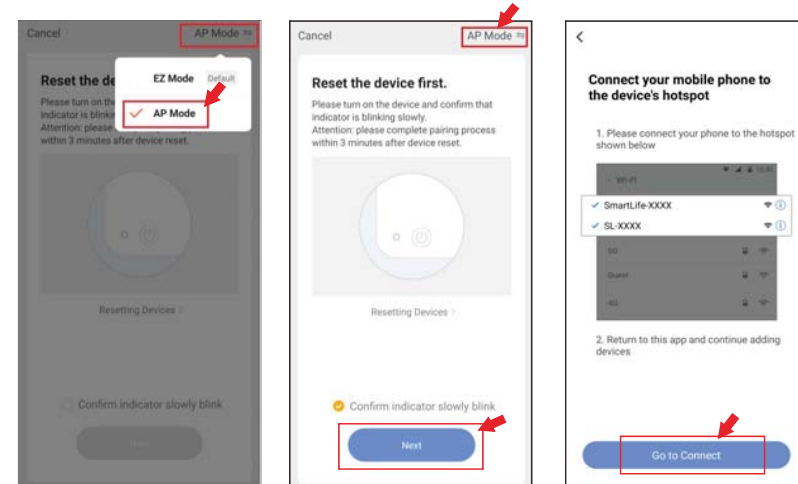 Cancel
AP Mode ⇆
EZ Mode Default
AP Mode
Reset the de
Please turn on the
indicator is blinkin
Attention: please
within 3 minutes after device reset.
Resetting Devices >
Confirm indicator slowly blink
Next
Cancel
AP Mode ⇆
Reset the device first.
Please turn on the device and confirm that
indicator is blinking slowly.
Attention: please complete pairing process
within 3 minutes after device reset.
Resetting Devices >
Confirm indicator slowly blink
Next
<
Connect your mobile phone to
the device's hotspot
1. Please connect your phone to the hotspot
shown below
Wi-Fi
SmartLife-XXXX
SL-XXXX
5G
Guest
4G
2. Return to this app and continue adding
devices
Go to Connect